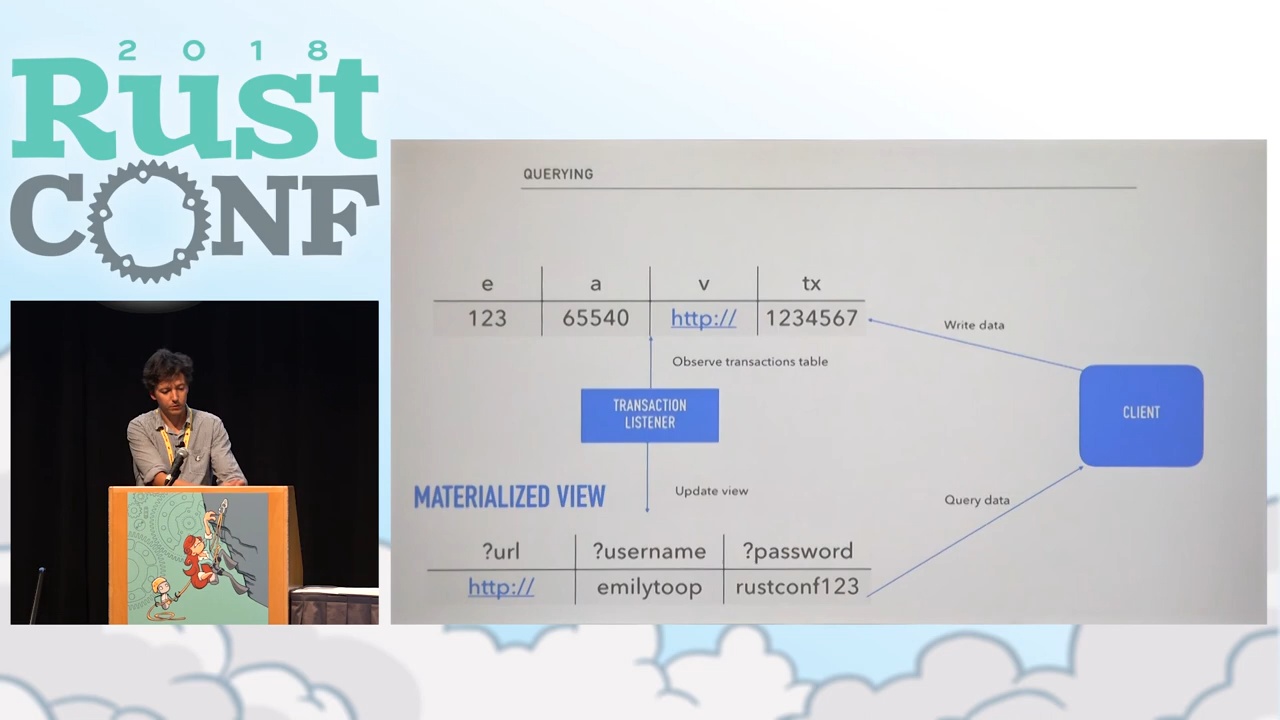 2018
Rust
CONF
QUERYING
e a v tx
123 65540 http:// 1234567
Write data
Observe transactions table
TRANSACTION
LISTENER
CLIENT
MATERIALIZED VIEW
Update view
Query data
?url ?username ?password
http:// emilytoop rustconf123